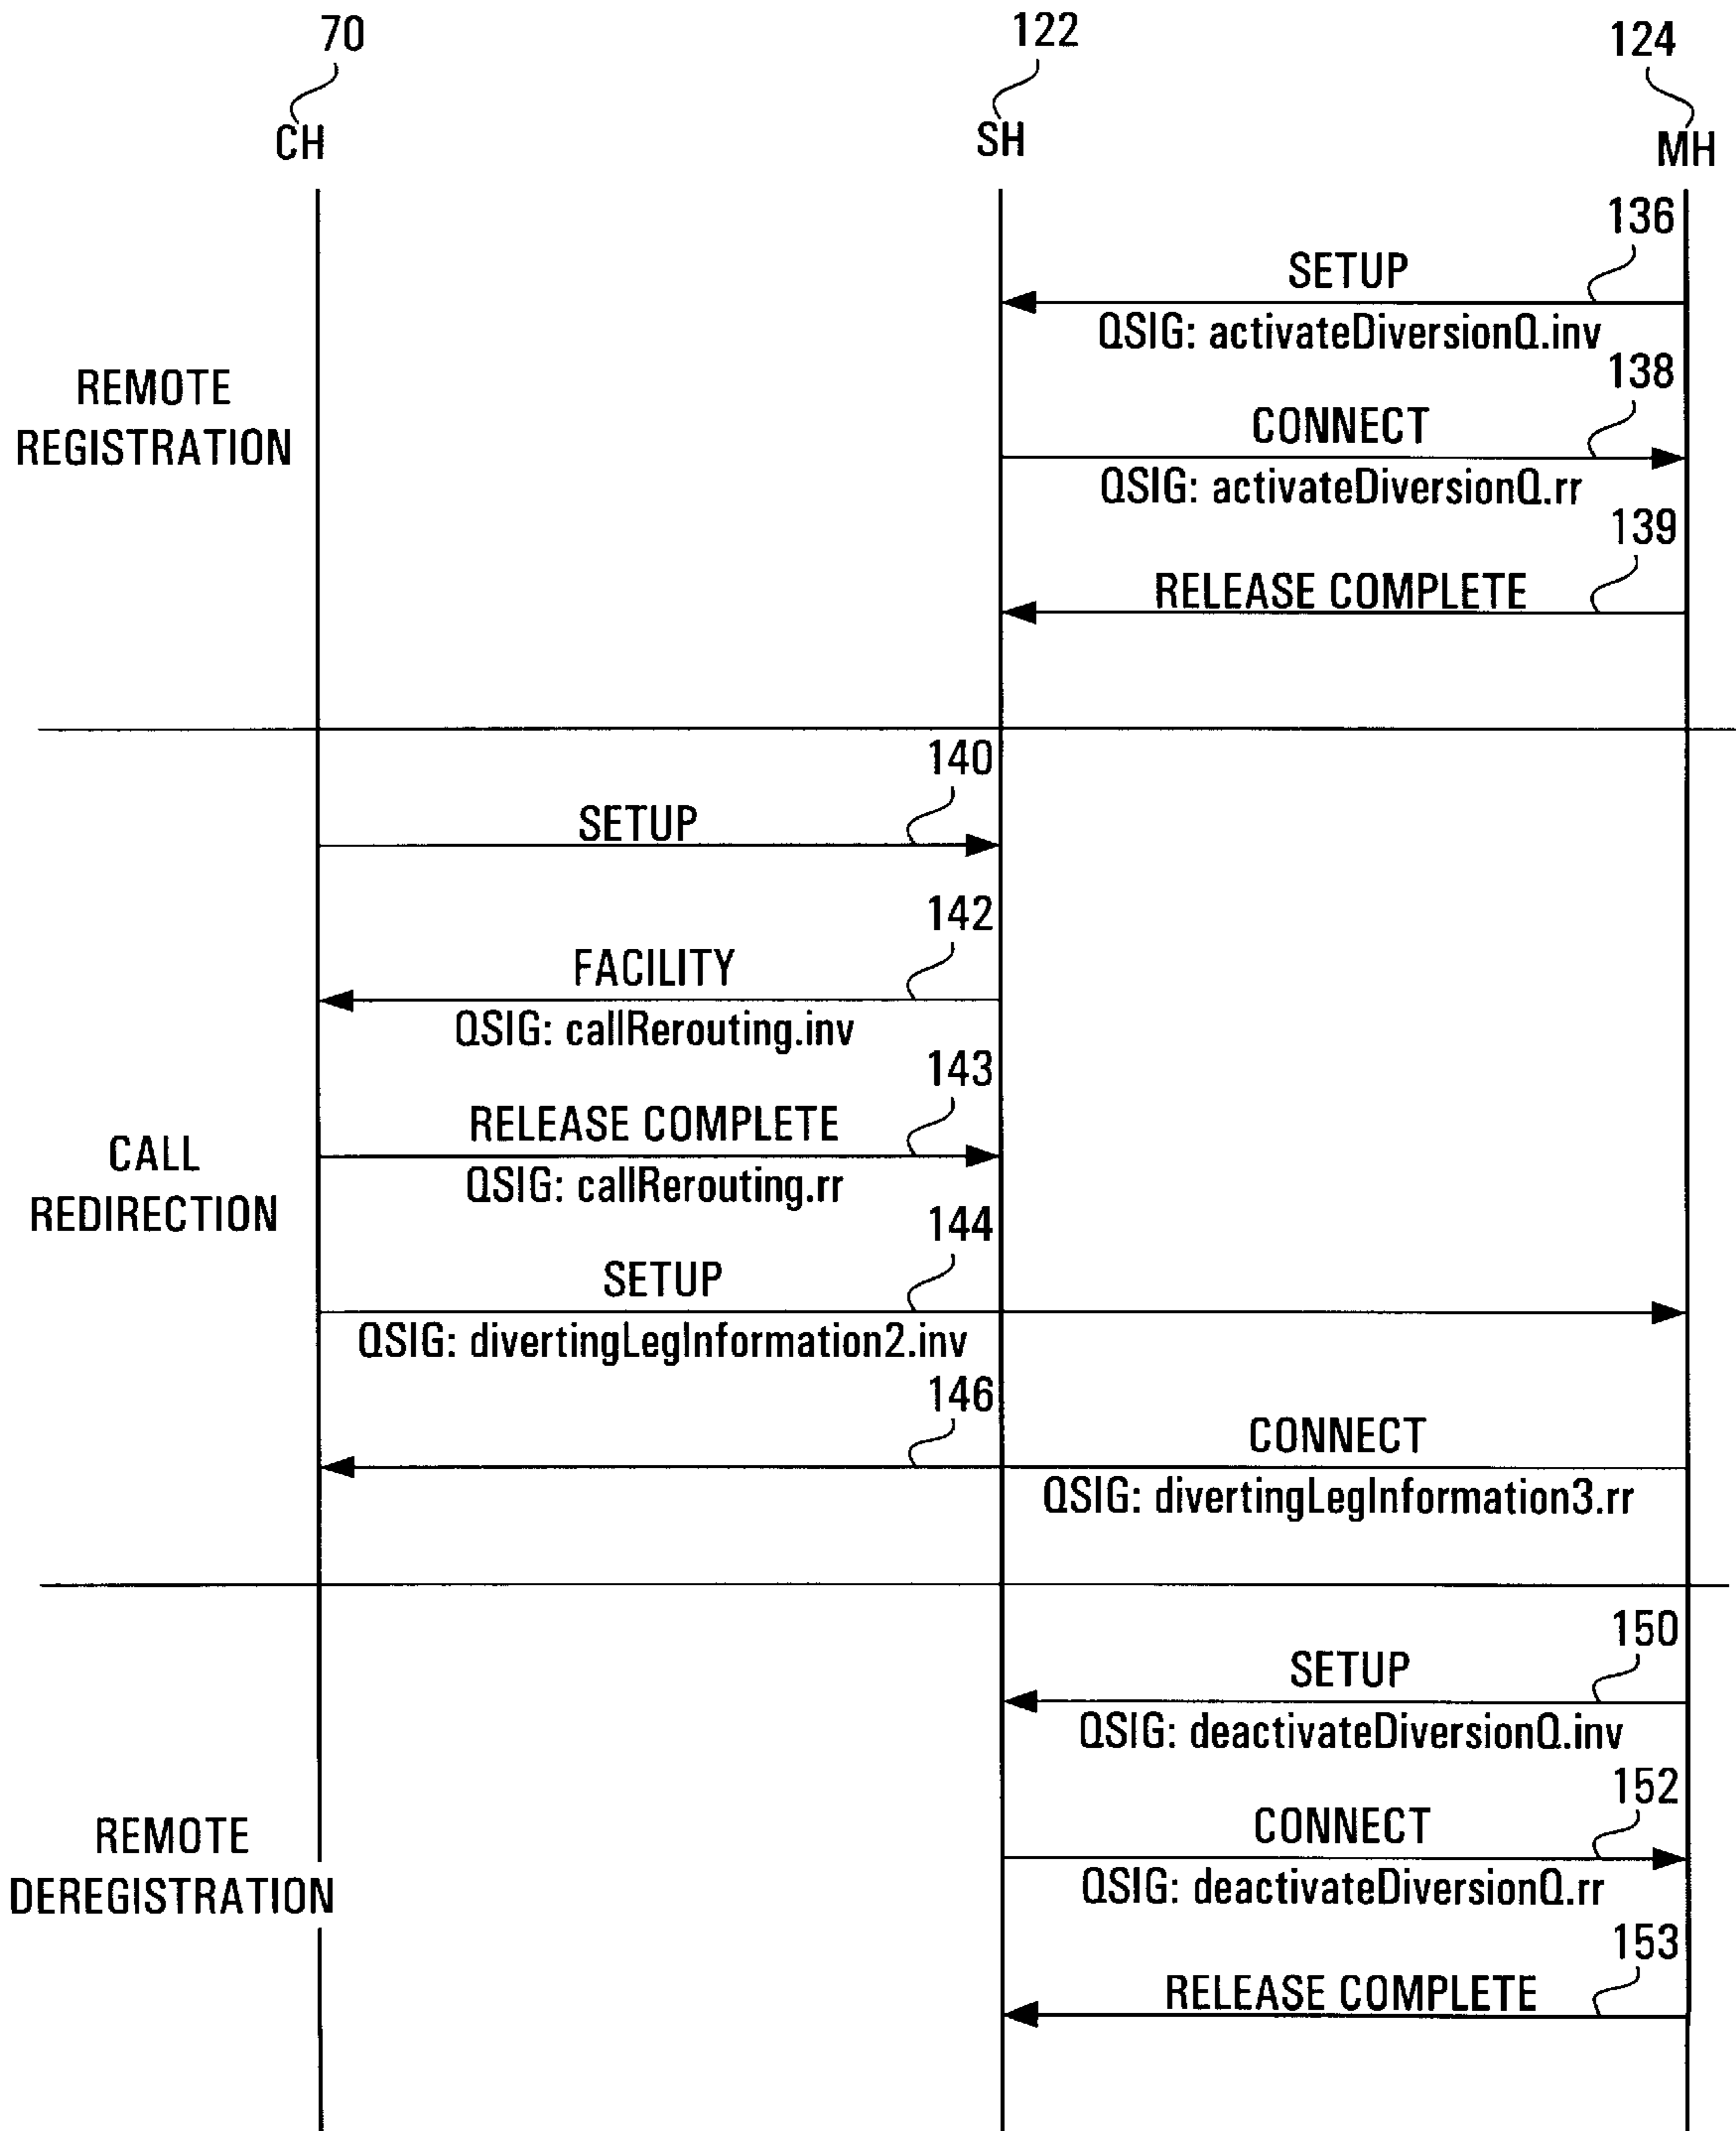 70
122
124
CH
SH
MH
136
SETUP
QSIG: activateDiversionQ.inv
138
REMOTE
REGISTRATION
CONNECT
QSIG: activateDiversionQ.rr
139
RELEASE COMPLETE
140
SETUP
142
FACILITY
QSIG: callRerouting.inv
143
RELEASE COMPLETE
QSIG: callRerouting.rr
CALL
REDIRECTION
144
SETUP
QSIG: divertingLegInformation2.inv
146
CONNECT
QSIG: divertingLegInformation3.rr
150
SETUP
QSIG: deactivateDiversionQ.inv
152
REMOTE
DEREGISTRATION
CONNECT
QSIG: deactivateDiversionQ.rr
153
RELEASE COMPLETE